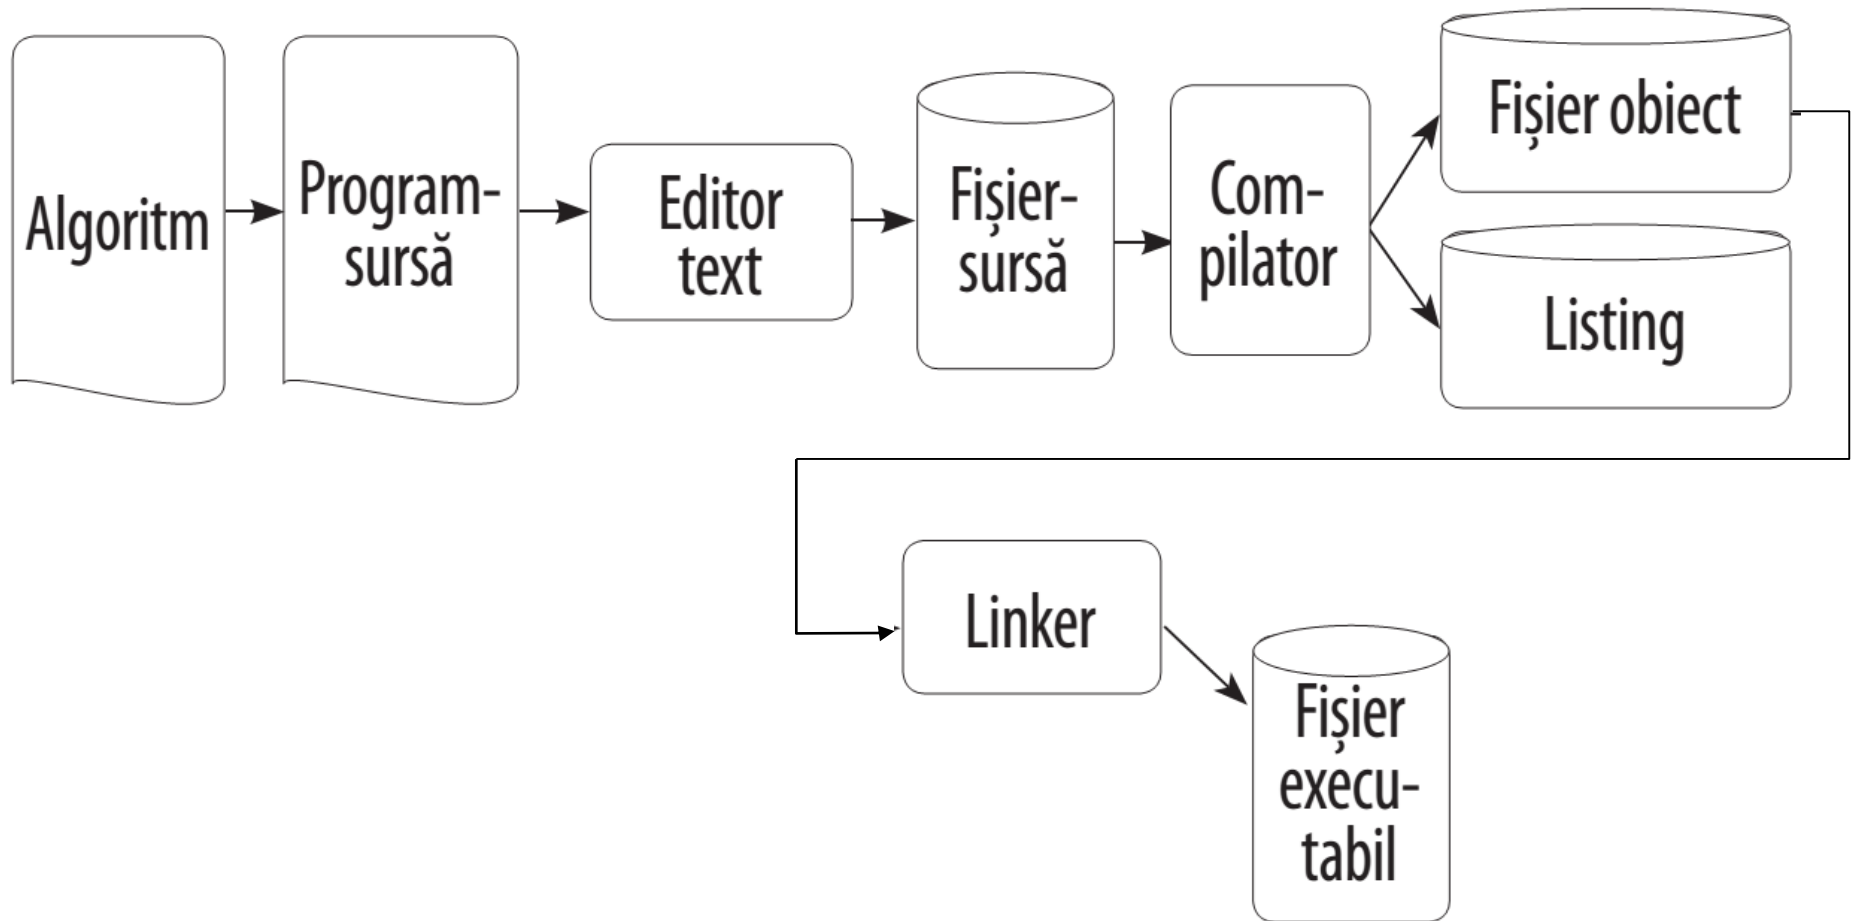 Algoritm
Program-
sursă
Editor
text
Fișier-
sursă
Com-
pilator
Fișier obiect
Listing
Linker
Fișier
execu-
tabil